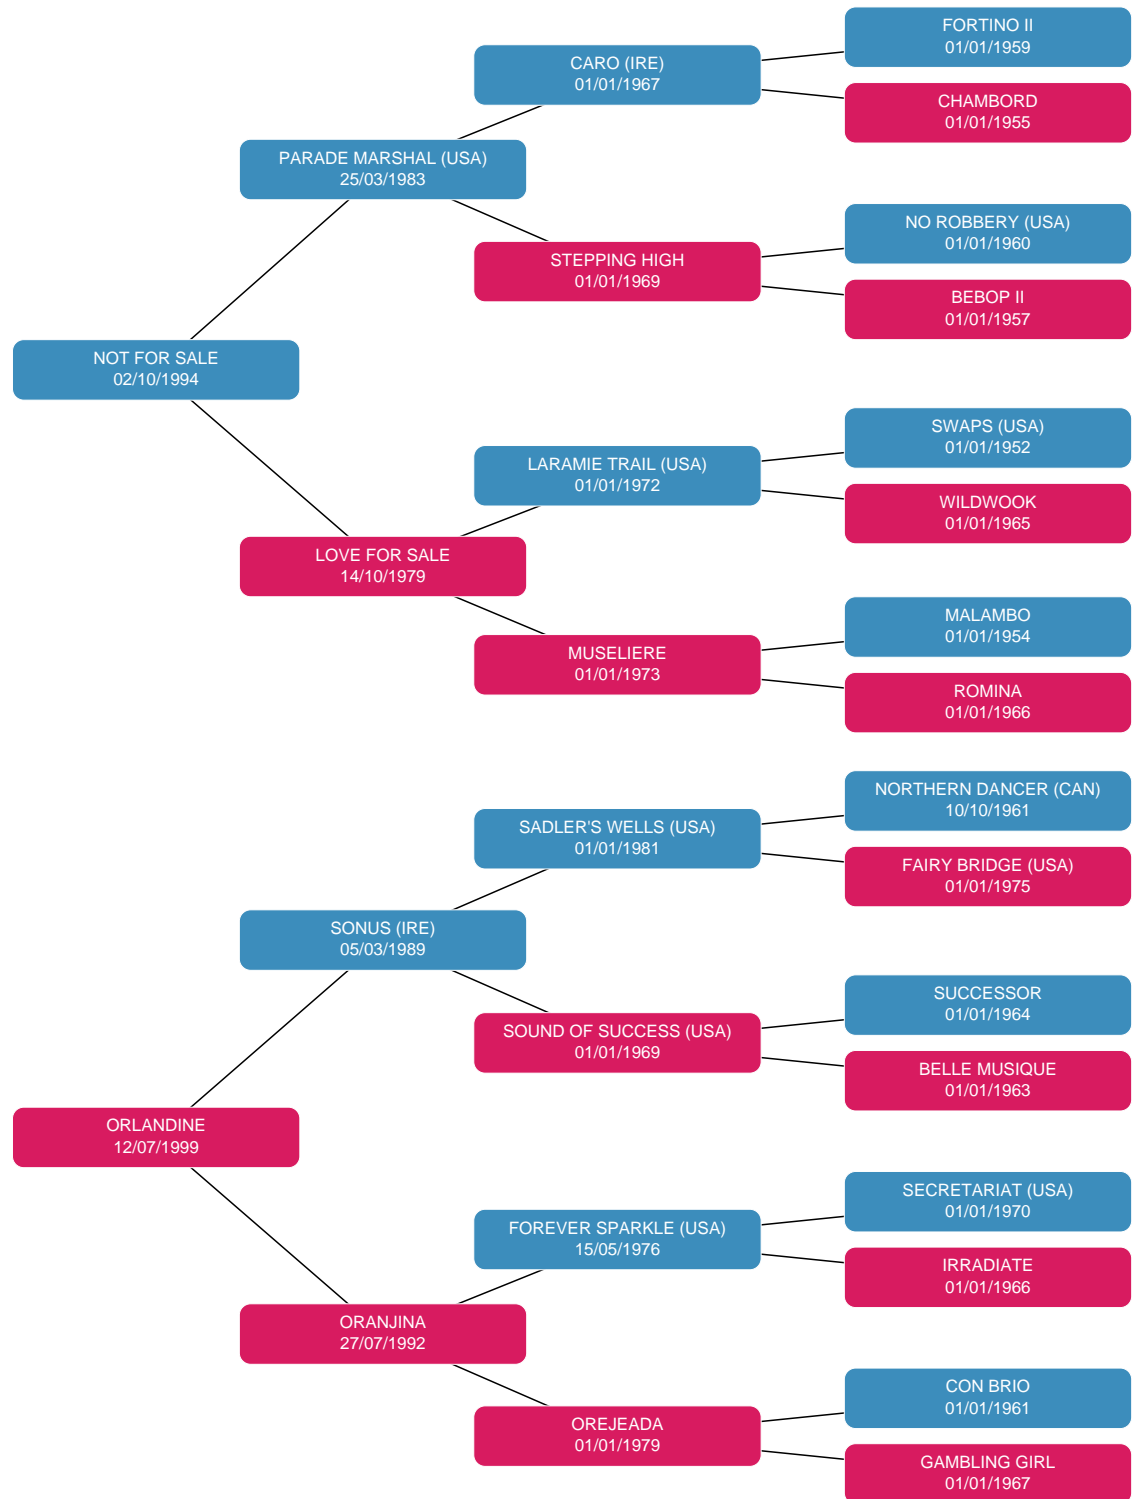 FORTINO II
01/01/1959
CARO (IRE)
01/01/1967
CHAMBORD
01/01/1955
PARADE MARSHAL (USA)
25/03/1983
NO ROBBERY (USA)
01/01/1960
STEPPING HIGH
01/01/1969
BEBOP II
01/01/1957
NOT FOR SALE
02/10/1994
SWAPS (USA)
01/01/1952
LARAMIE TRAIL (USA)
01/01/1972
WILDWOOK
01/01/1965
LOVE FOR SALE
14/10/1979
MALAMBO
01/01/1954
MUSELIERE
01/01/1973
ROMINA
01/01/1966
NORTHERN DANCER (CAN)
10/10/1961
SADLER'S WELLS (USA)
01/01/1981
FAIRY BRIDGE (USA)
01/01/1975
SONUS (IRE)
05/03/1989
SUCCESSOR
01/01/1964
SOUND OF SUCCESS (USA)
01/01/1969
BELLE MUSIQUE
01/01/1963
ORLANDINE
12/07/1999
SECRETARIAT (USA)
01/01/1970
FOREVER SPARKLE (USA)
15/05/1976
IRRADIATE
01/01/1966
ORANJINA
27/07/1992
CON BRIO
01/01/1961
OREJEADA
01/01/1979
GAMBLING GIRL
01/01/1967